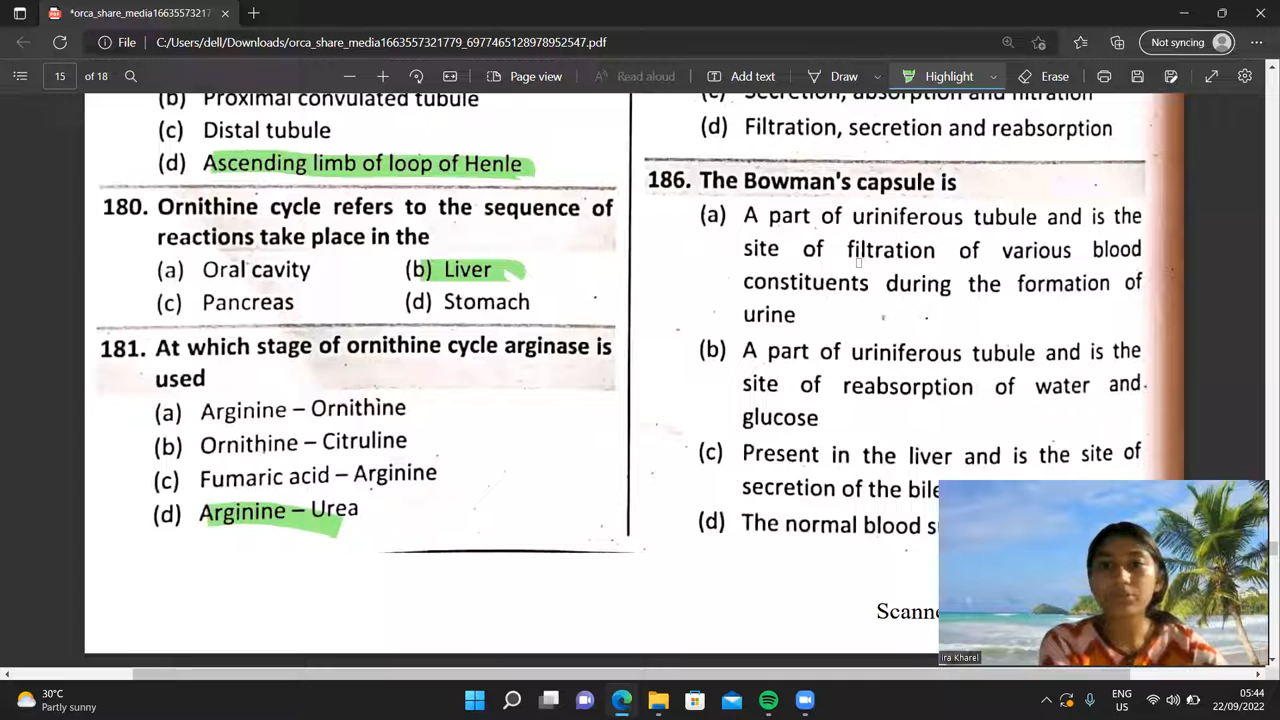 *orca_share_media16635573217
File
C:/Users/dell/Downloads/orca_share_media1663557321779_6977465128978952547.pdf
Not syncing
15
of 18
Page view
Read aloud
Add text
Draw
Highlight
Erase
(b) Proximal convulated tubule
(c) Distal tubule
(d) Ascending limb of loop of Henle
180. Ornithine cycle refers to the sequence of
reactions take place in the
(a) Oral cavity
(b) Liver
(c) Pancreas
(d) Stomach
181. At which stage of ornithine cycle arginase is
used
(a) Arginine – Ornithine
(b) Ornithine – Citruline
(c) Fumaric acid – Arginine
(d) Arginine – Urea
(c) Secretion, absorption and filtration
(d) Filtration, secretion and reabsorption
186. The Bowman's capsule is
(a) A part of uriniferous tubule and is the
site of filtration of various blood
constituents during the formation of
urine
(b) A part of uriniferous tubule and is the
site of reabsorption of water and
glucose
(c) Present in the liver and is the site of
secretion of the bile
(d) The normal blood s
Scanne
Ira Kharel
30°C
Partly sunny
ENG
US
05:44
22/09/2022